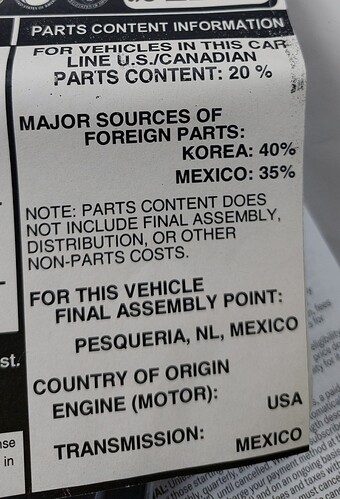 PARTS CONTENT INFORMATION
FOR VEHICLES IN THIS CAR
LINE U.S./CANADIAN
PARTS CONTENT: 20 %
MAJOR SOURCES OF
FOREIGN PARTS:
KOREA: 40%
MEXICO: 35%
NOTE: PARTS CONTENT DOES
NOT INCLUDE FINAL ASSEMBLY,
DISTRIBUTION, OR OTHER
NON-PARTS COSTS.
FOR THIS VEHICLE
FINAL ASSEMBLY POINT:
PESQUERIA, NL, MEXICO
COUNTRY OF ORIGIN
ENGINE (MOTOR): USA
TRANSMISSION: MEXICO
st.
in